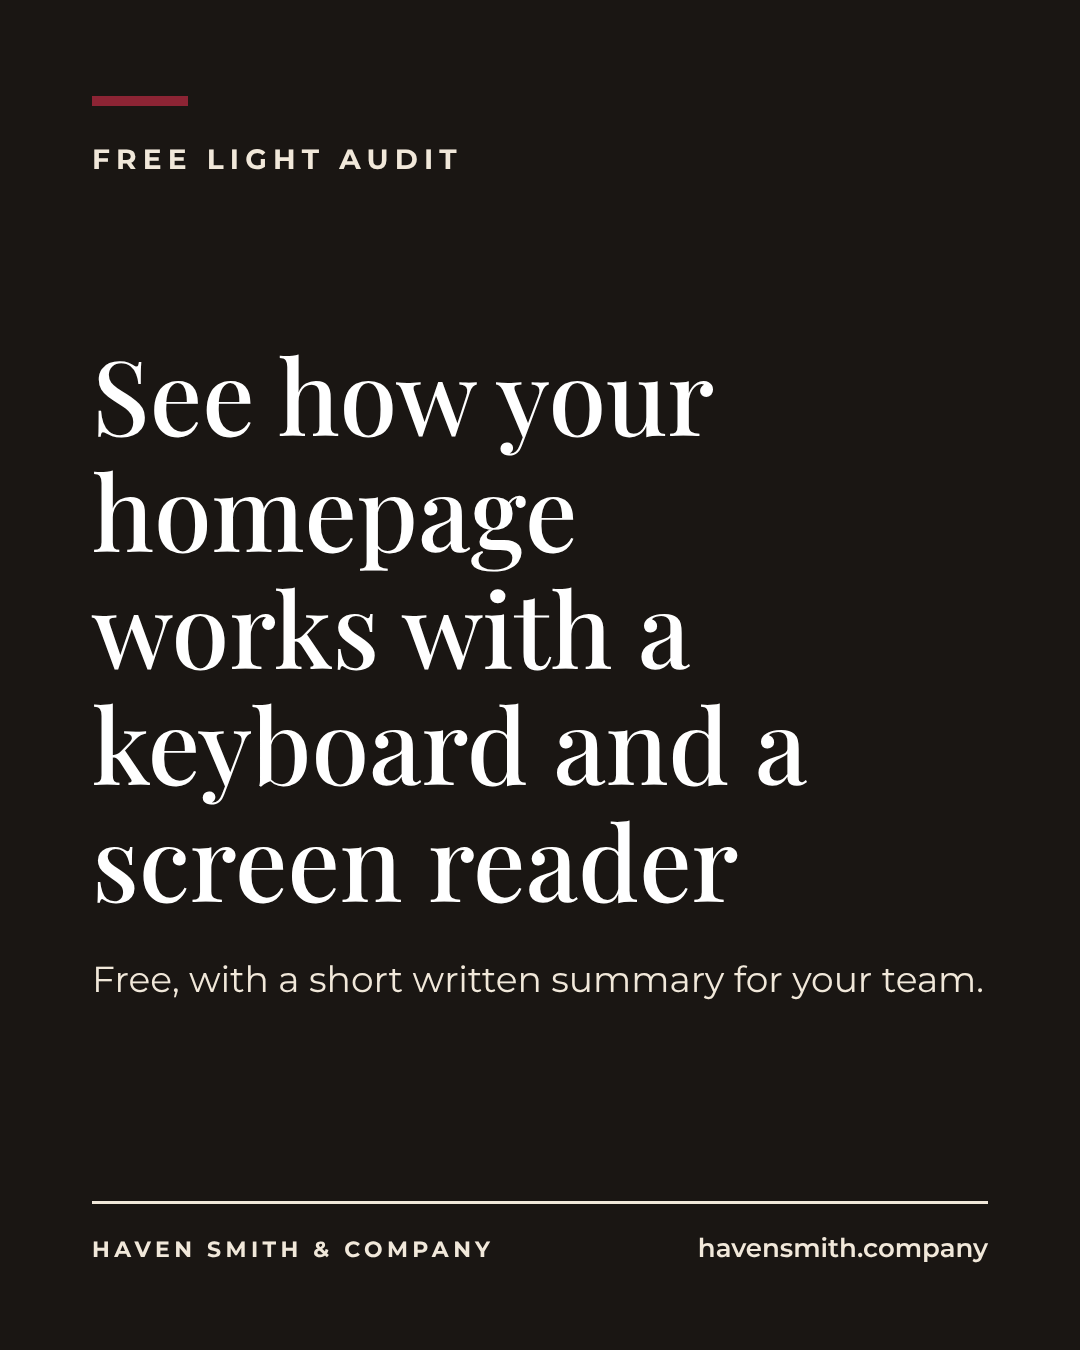 FREE LIGHT AUDIT
See how your
homepage
works with a
keyboard and a
screen reader
Free, with a short written summary for your team.
HAVEN SMITH & COMPANY
havensmith.company